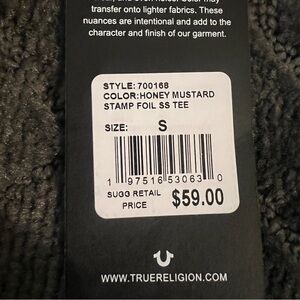 transfer onto lighter fabrics. These
nuances are intentional and add to the
character and finish of our garment.
STYLE: 700168
COLOR: HONEY MUSTARD
STAMP FOIL SS TEE
SIZE: S
1 97516 53063 0
SUGG RETAIL
PRICE $59.00
WWW.TRUERELIGION.COM